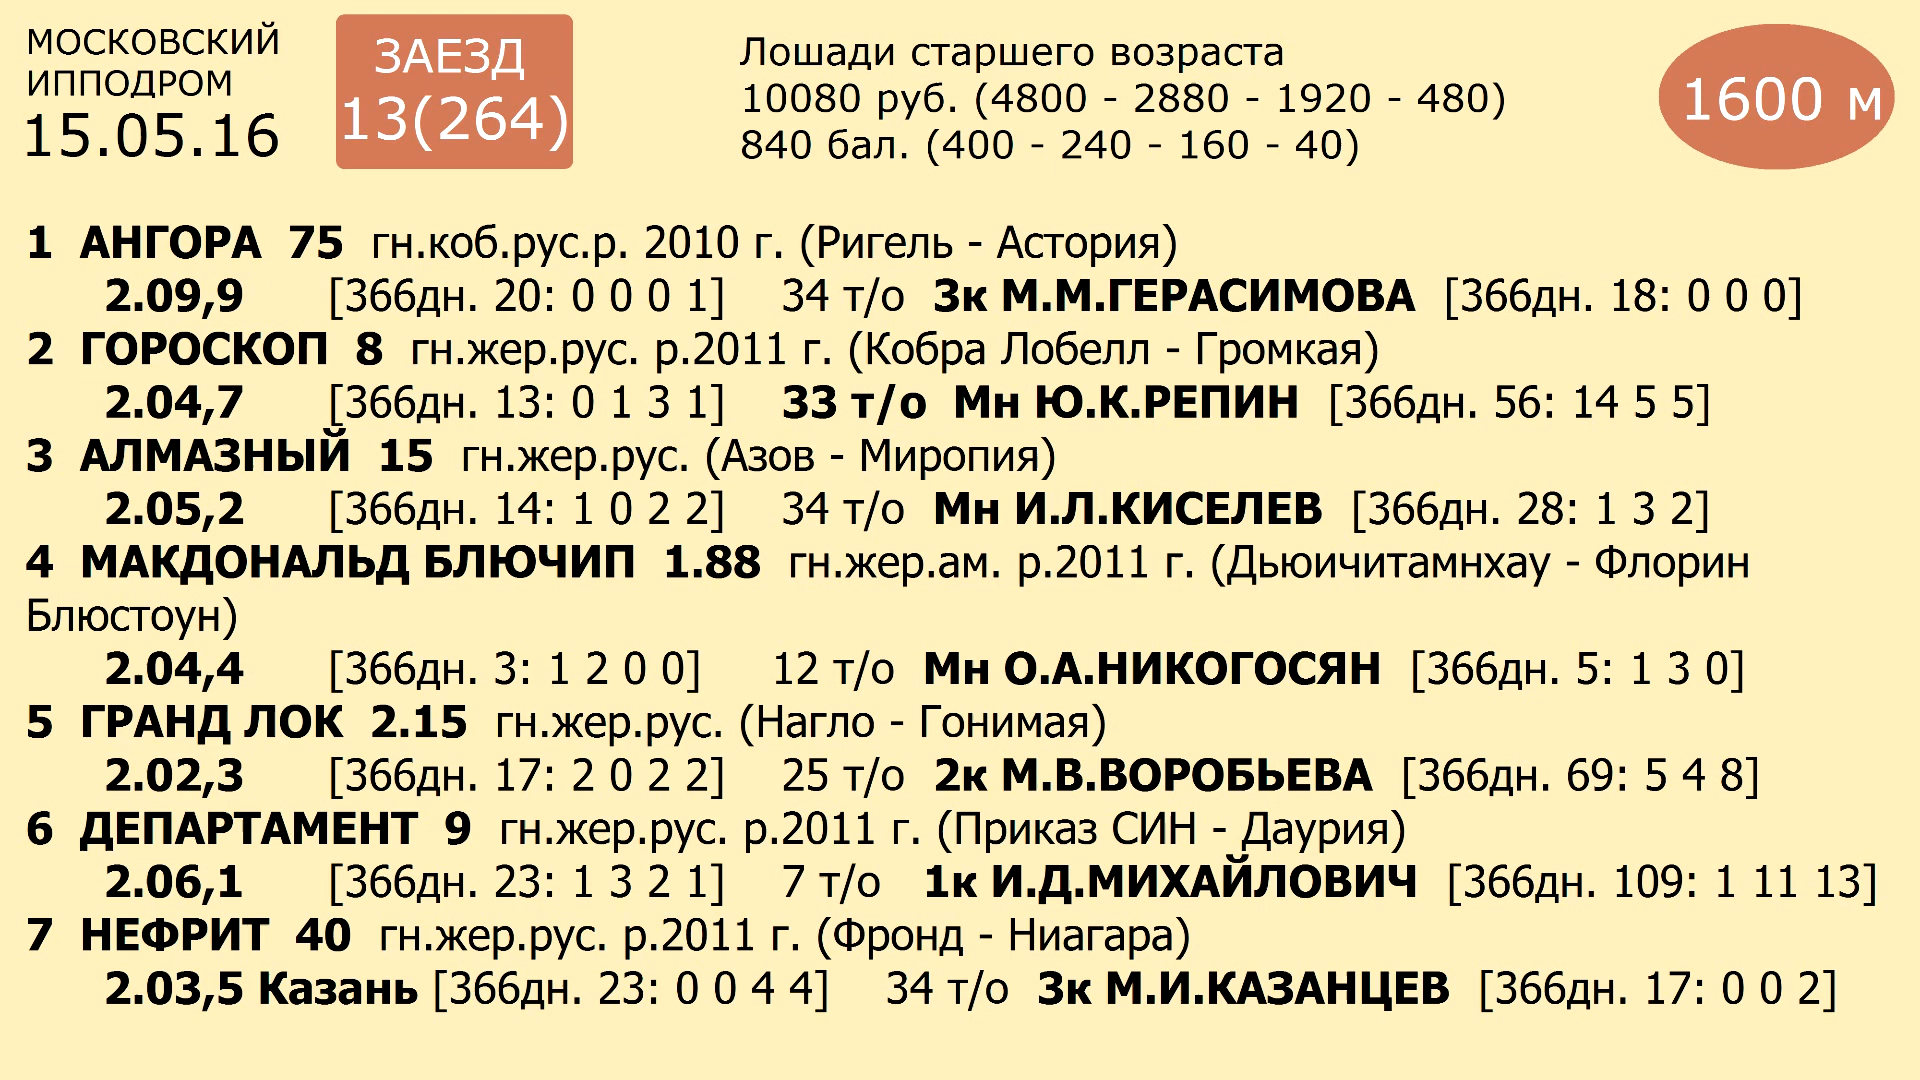 МОСКОВСКИЙ
ИППОДРОМ
15.05.16
ЗАЕЗД
13(264)
Лошади старшего возраста
10080 руб. (4800 - 2880 - 1920 - 480)
840 бал. (400 - 240 - 160 - 40)
1600 м
1 АНГОРА 75 гн.коб.рус.р. 2010 г. (Ригель - Астория)
2.09,9 [366дн. 20: 0 0 0 1] 34 т/о 3к М.М.ГЕРАСИМОВА [366дн. 18: 0 0 0]
2 ГОРОСКОП 8 гн.жер.рус. р.2011 г. (Кобра Лобелл - Громкая)
2.04,7 [366дн. 13: 0 1 3 1] 33 т/о Мн Ю.К.РЕПИН [366дн. 56: 14 5 5]
3 АЛМАЗНЫЙ 15 гн.жер.рус. (Азов - Миропия)
2.05,2 [366дн. 14: 1 0 2 2] 34 т/о Мн И.Л.КИСЕЛЕВ [366дн. 28: 1 3 2]
4 МАКДОНАЛЬД БЛЮЧИП 1.88 гн.жер.ам. р.2011 г. (Дьюичитамнхау - Флорин
Блюстоун)
2.04,4 [366дн. 3: 1 2 0 0] 12 т/о Мн О.А.НИКОГОСЯН [366дн. 5: 1 3 0]
5 ГРАНД ЛОК 2.15 гн.жер.рус. (Нагло - Гонимая)
2.02,3 [366дн. 17: 2 0 2 2] 25 т/о 2к М.В.ВОРОБЬЕВА [366дн. 69: 5 4 8]
6 ДЕПАРТАМЕНТ 9 гн.жер.рус. р.2011 г. (Приказ СИН - Даурия)
2.06,1 [366дн. 23: 1 3 2 1] 7 т/о 1к И.Д.МИХАЙЛОВИЧ [366дн. 109: 1 11 13]
7 НЕФРИТ 40 гн.жер.рус. р.2011 г. (Фронд - Ниагара)
2.03,5 Казань [366дн. 23: 0 0 4 4] 34 т/о 3к М.И.КАЗАНЦЕВ [366дн. 17: 0 0 2]